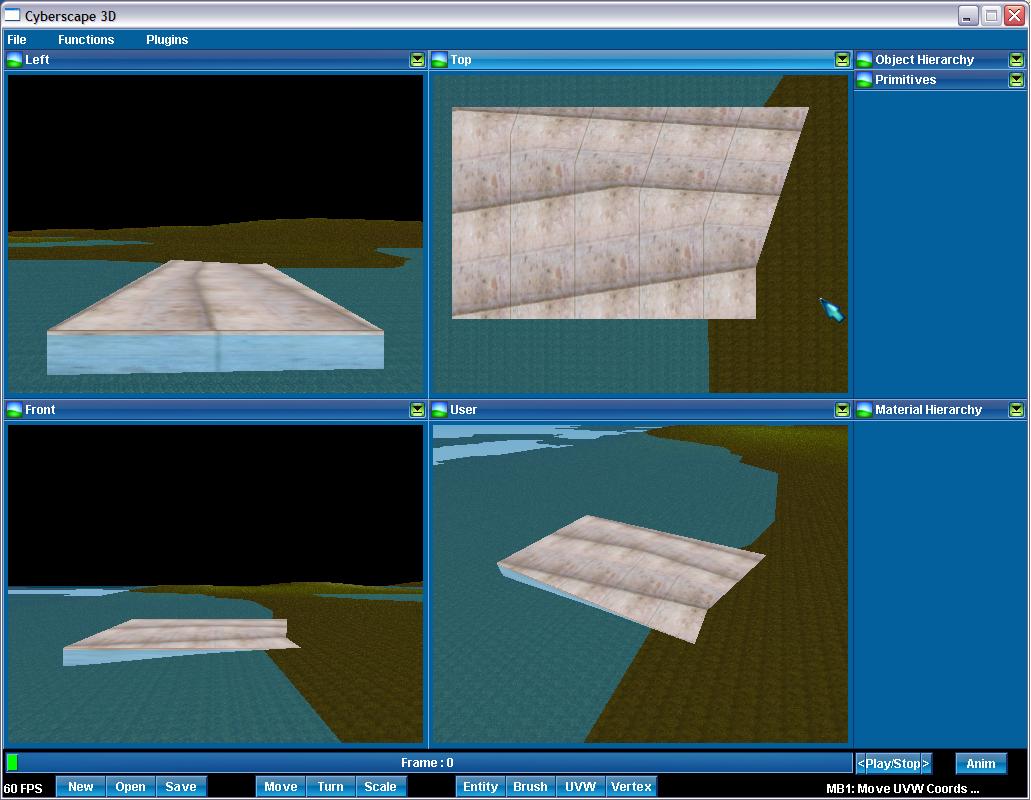 Cyberscape 3D
File Functions Plugins
Left
Top
Object Hierarchy
Primitives
Front
User
Material Hierarchy
Frame : 0
<Play/Stop>
Anim
60 FPS
New Open Save
Move Turn Scale
Entity Brush UVW Vertex
MB1: Move UVW Coords ...